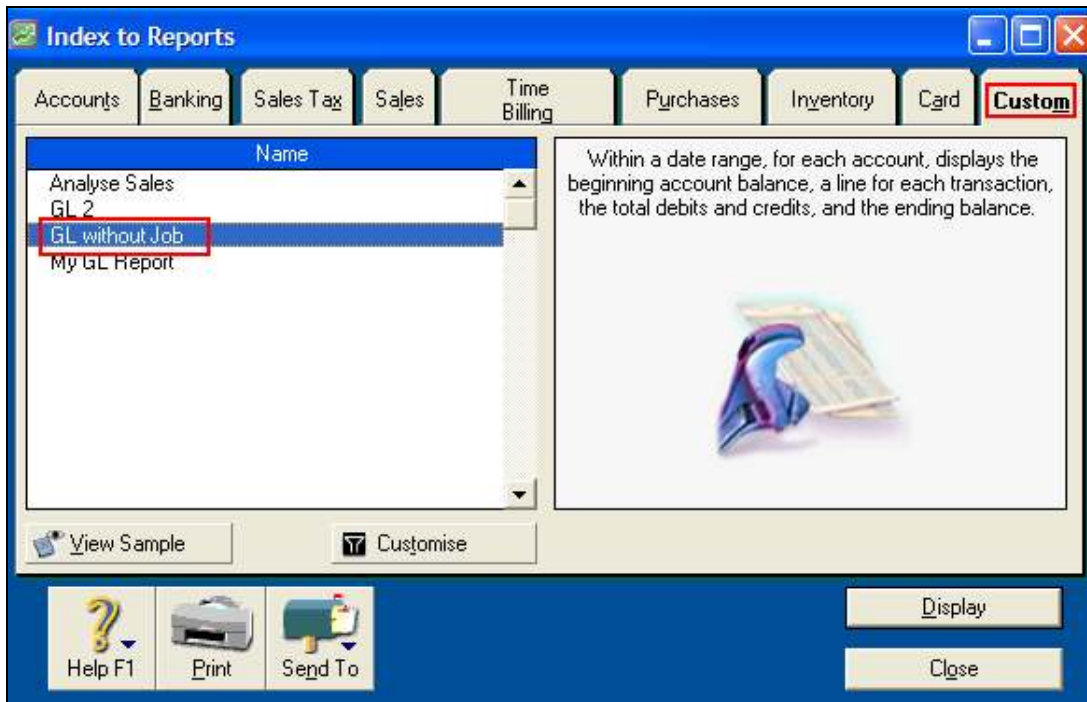 Index to Reports
Accounts
Banking
Sales Tax
Sales
Time
Billing
Purchases
Inventory
Card
Custom
Name
Analyse Sales
GL 2
GL without Job
My GL Report
Within a date range, for each account, displays the
beginning account balance, a line for each transaction,
the total debits and credits, and the ending balance.
View Sample
Customise
Help F1
Print
Send To
Display
Close